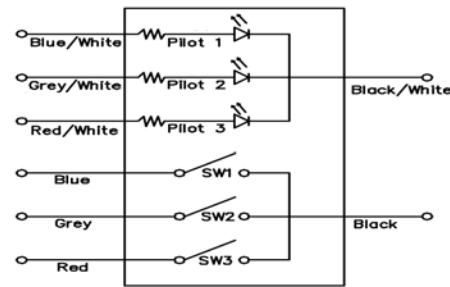 Blue/White Pilot 1
Grey/White Pilot 2 Black/White
Red/White Pilot 3
Blue SW1
Grey SW2 Black
Red SW3